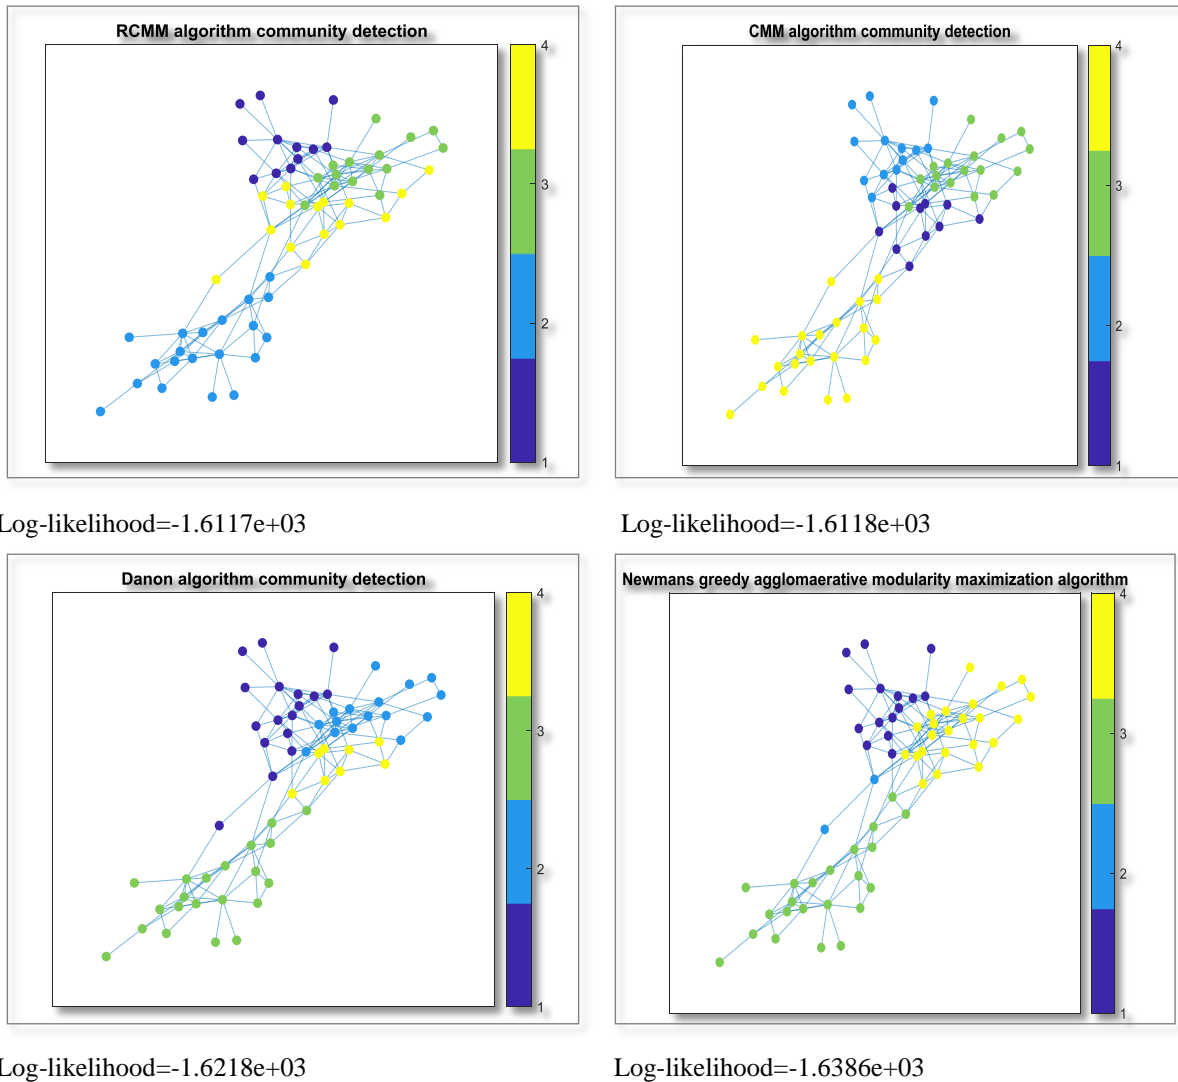 RCMM algorithm community detection
4
3
2
1
Log-likelihood=-1.6117e+03
CMM algorithm community detection
4
3
2
1
Log-likelihood=-1.6118e+03
Danon algorithm community detection
4
3
2
1
Log-likelihood=-1.6218e+03
Newmans greedy agglomaerative modularity maximization algorithm
4
3
2
1
Log-likelihood=-1.6386e+03